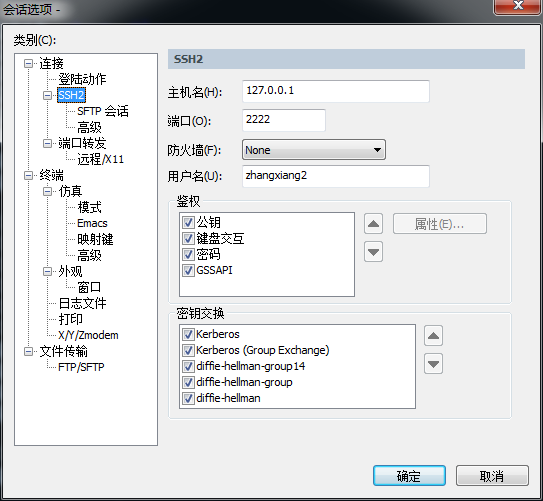 会话选项 -
类别(C):
连接
登陆动作
SSH2
SFTP 会话
高级
端口转发
远程/X11
终端
仿真
模式
Emacs
映射键
高级
外观
窗口
日志文件
打印
X/Y/Zmodem
文件传输
FTP/SFTP
SSH2
主机名(H): 127.0.0.1
端口(O): 2222
防火墙(F): None
用户名(U): zhangxiang2
鉴权
公钥
键盘交互
密码
GSSAPI
属性(E)...
密钥交换
Kerberos
Kerberos (Group Exchange)
diffie-hellman-group14
diffie-hellman-group
diffie-hellman
确定
取消